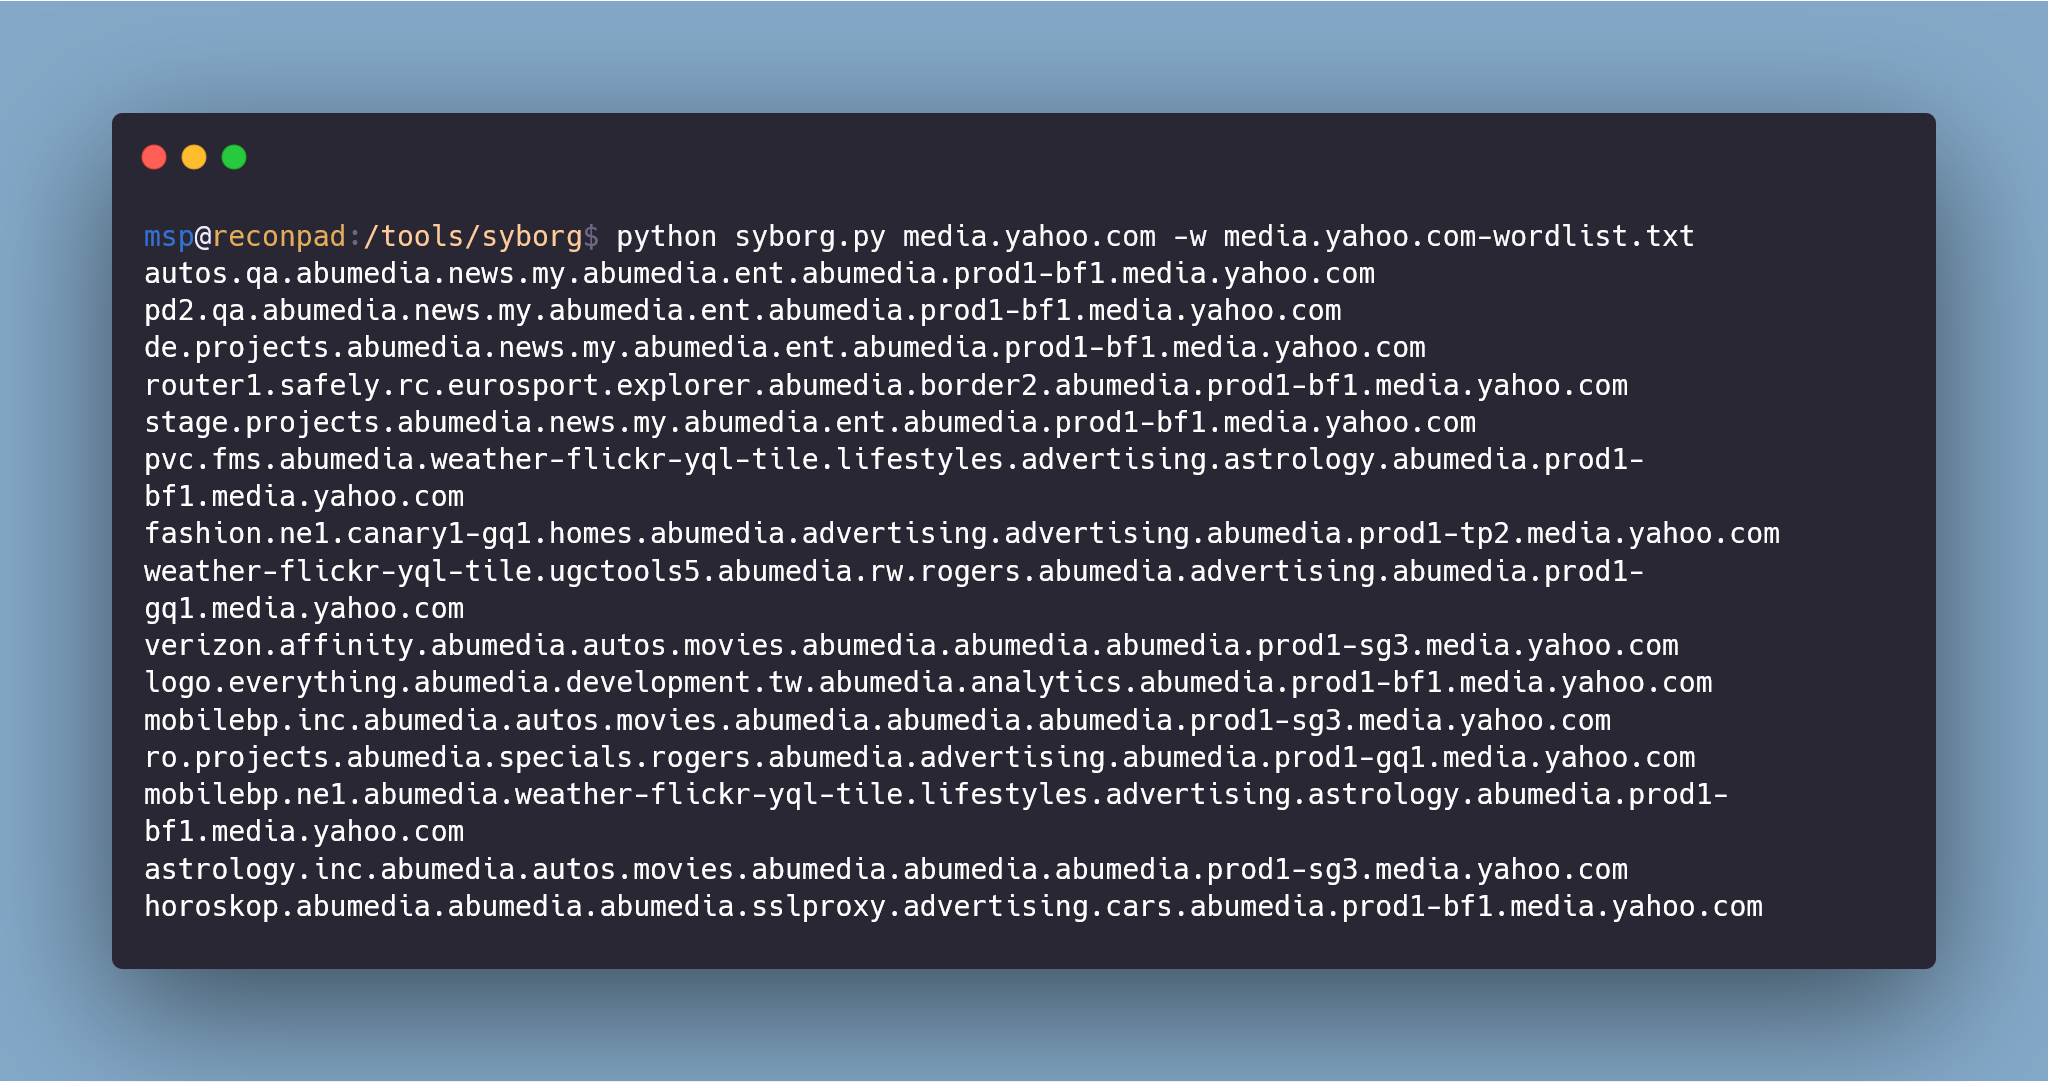 msp@reconpad:/tools/syborg$ python syborg.py media.yahoo.com -w media.yahoo.com-wordlist.txt
autos.qa.abumedia.news.my.abumedia.ent.abumedia.prod1-bf1.media.yahoo.com
pd2.qa.abumedia.news.my.abumedia.ent.abumedia.prod1-bf1.media.yahoo.com
de.projects.abumedia.news.my.abumedia.ent.abumedia.prod1-bf1.media.yahoo.com
router1.safely.rc.eurosport.explorer.abumedia.border2.abumedia.prod1-bf1.media.yahoo.com
stage.projects.abumedia.news.my.abumedia.ent.abumedia.prod1-bf1.media.yahoo.com
pvc.fms.abumedia.weather-flickr-yql-tile.lifestyles.advertising.astrology.abumedia.prod1-
bf1.media.yahoo.com
fashion.ne1.canary1-gq1.homes.abumedia.advertising.advertising.abumedia.prod1-tp2.media.yahoo.com
weather-flickr-yql-tile.ugctools5.abumedia.rw.rogers.abumedia.advertising.abumedia.prod1-
gq1.media.yahoo.com
verizon.affinity.abumedia.autos.movies.abumedia.abumedia.abumedia.prod1-sg3.media.yahoo.com
logo.everything.abumedia.development.tw.abumedia.analytics.abumedia.prod1-bf1.media.yahoo.com
mobilebp.inc.abumedia.autos.movies.abumedia.abumedia.abumedia.prod1-sg3.media.yahoo.com
ro.projects.abumedia.specials.rogers.abumedia.advertising.abumedia.prod1-gq1.media.yahoo.com
mobilebp.ne1.abumedia.weather-flickr-yql-tile.lifestyles.advertising.astrology.abumedia.prod1-
bf1.media.yahoo.com
astrology.inc.abumedia.autos.movies.abumedia.abumedia.abumedia.prod1-sg3.media.yahoo.com
horoskop.abumedia.abumedia.abumedia.sslproxy.advertising.cars.abumedia.prod1-bf1.media.yahoo.com